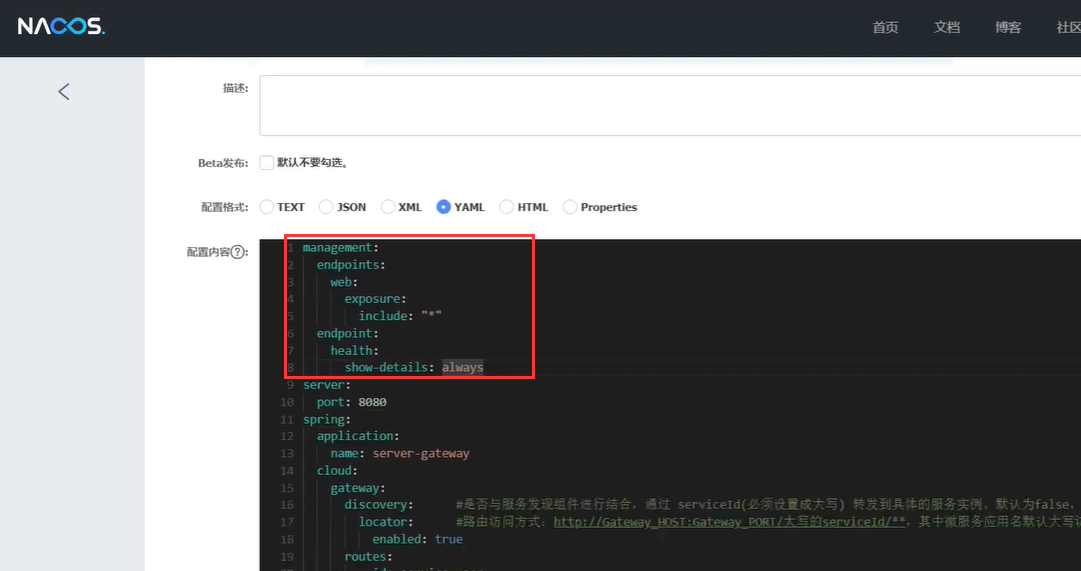 NACOS.
首页 文档 博客 社区
描述:
Beta发布: 默认不要勾选。
配置格式: TEXT JSON XML YAML HTML Properties
配置内容?:
1 management:
2 endpoints:
3 web:
4 exposure:
5 include: "*"
6 endpoint:
7 health:
8 show-details: always
9 server:
10 port: 8080
11 spring:
12 application:
13 name: server-gateway
14 cloud:
15 gateway:
16 discovery: #是否与服务发现组件进行结合，通过 serviceId(必须设置成大写) 转发到具体的服务实例。默认为false，
17 locator: #路由访问方式：http://Gateway_HOST:Gateway_PORT/大写的serviceId/**，其中微服务应用名默认大写
18 enabled: true
19 routes: